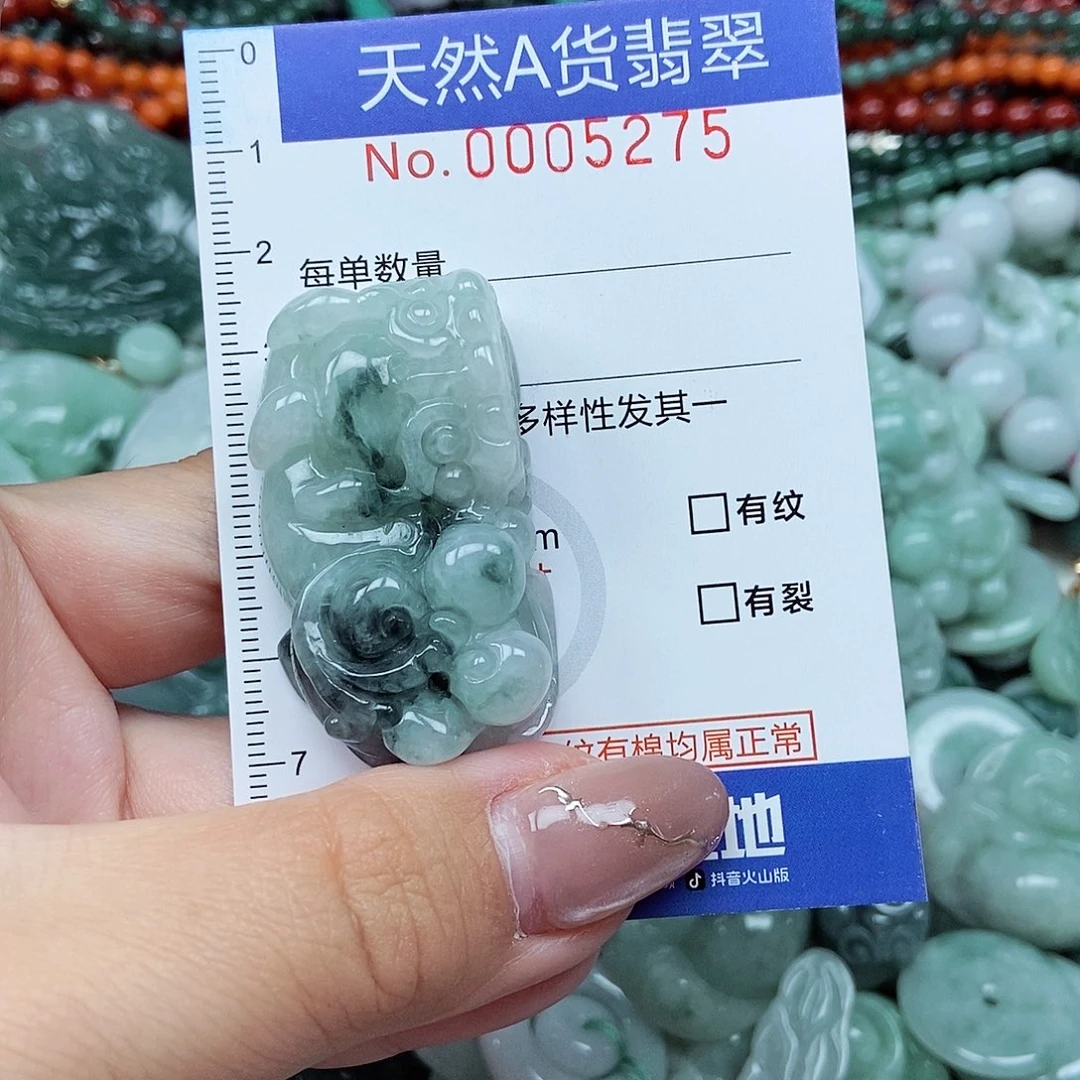 0
天然A货翡翠
1
No.0005275
2
每单数量
多样性发其一
□有纹
m
□有裂
纹有棉均属正常
7
地
抖音火山版